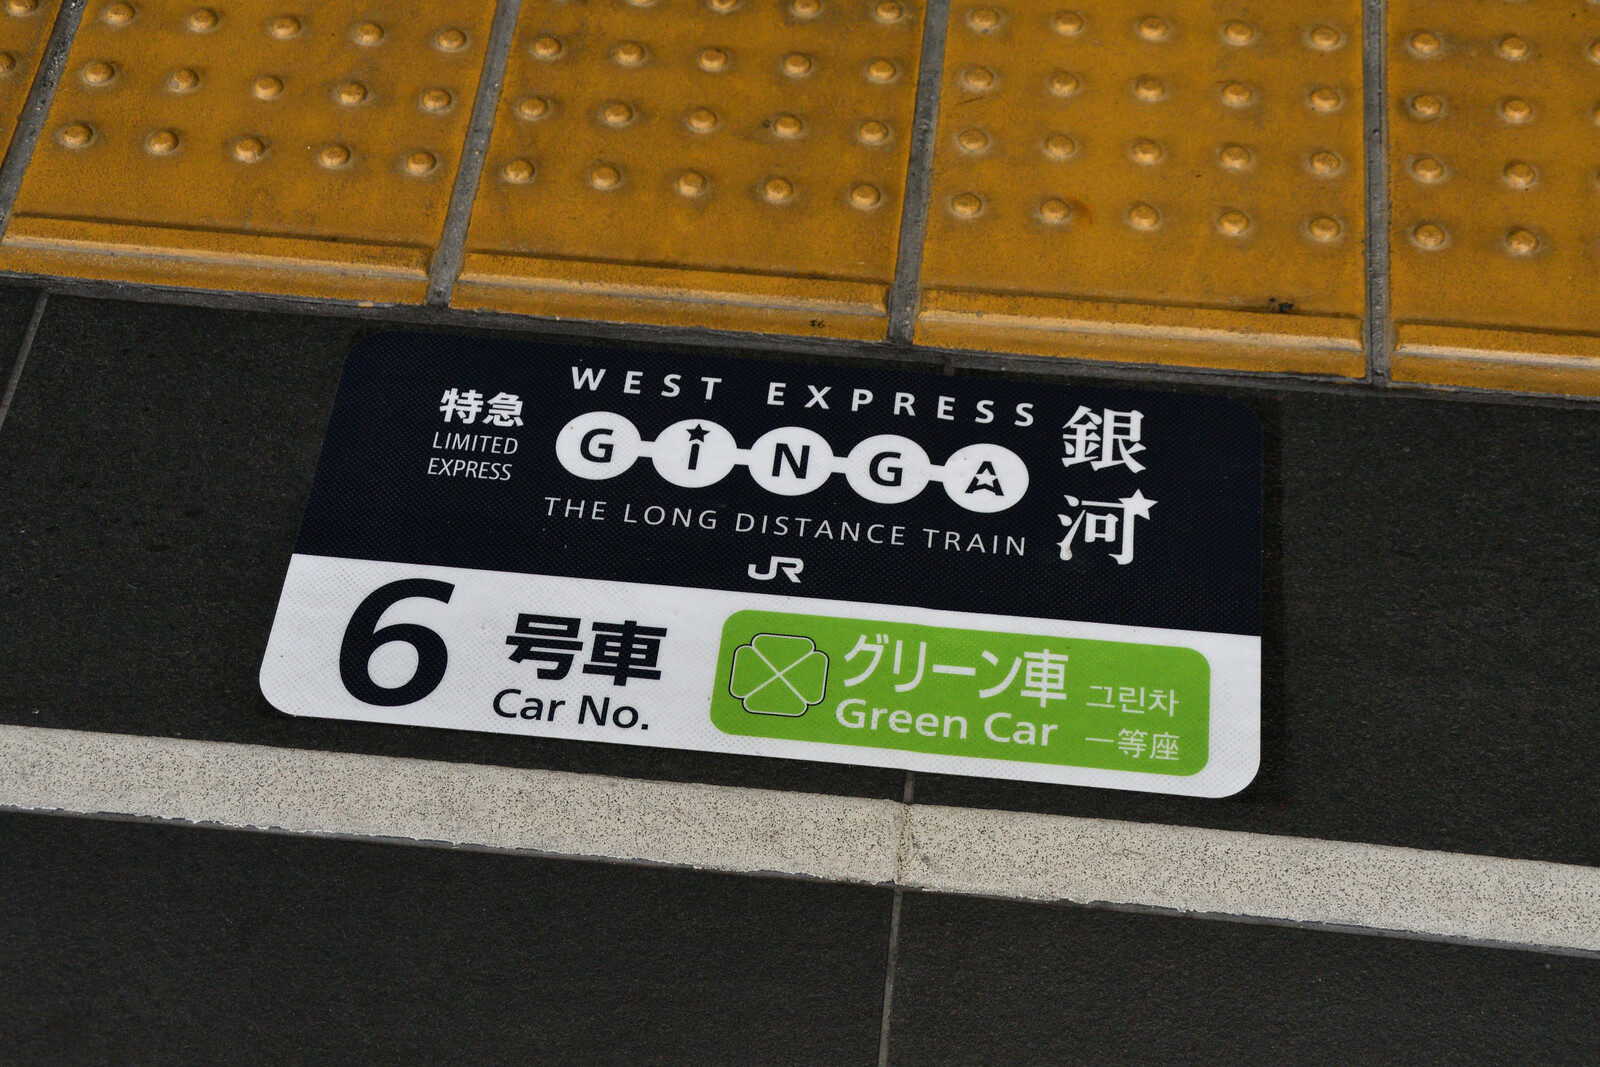 特急
LIMITED
EXPRESS
WEST EXPRESS
GiNGA
THE LONG DISTANCE TRAIN
銀河
JR
6号車
Car No.
グリーン車
Green Car
그린차
一等座